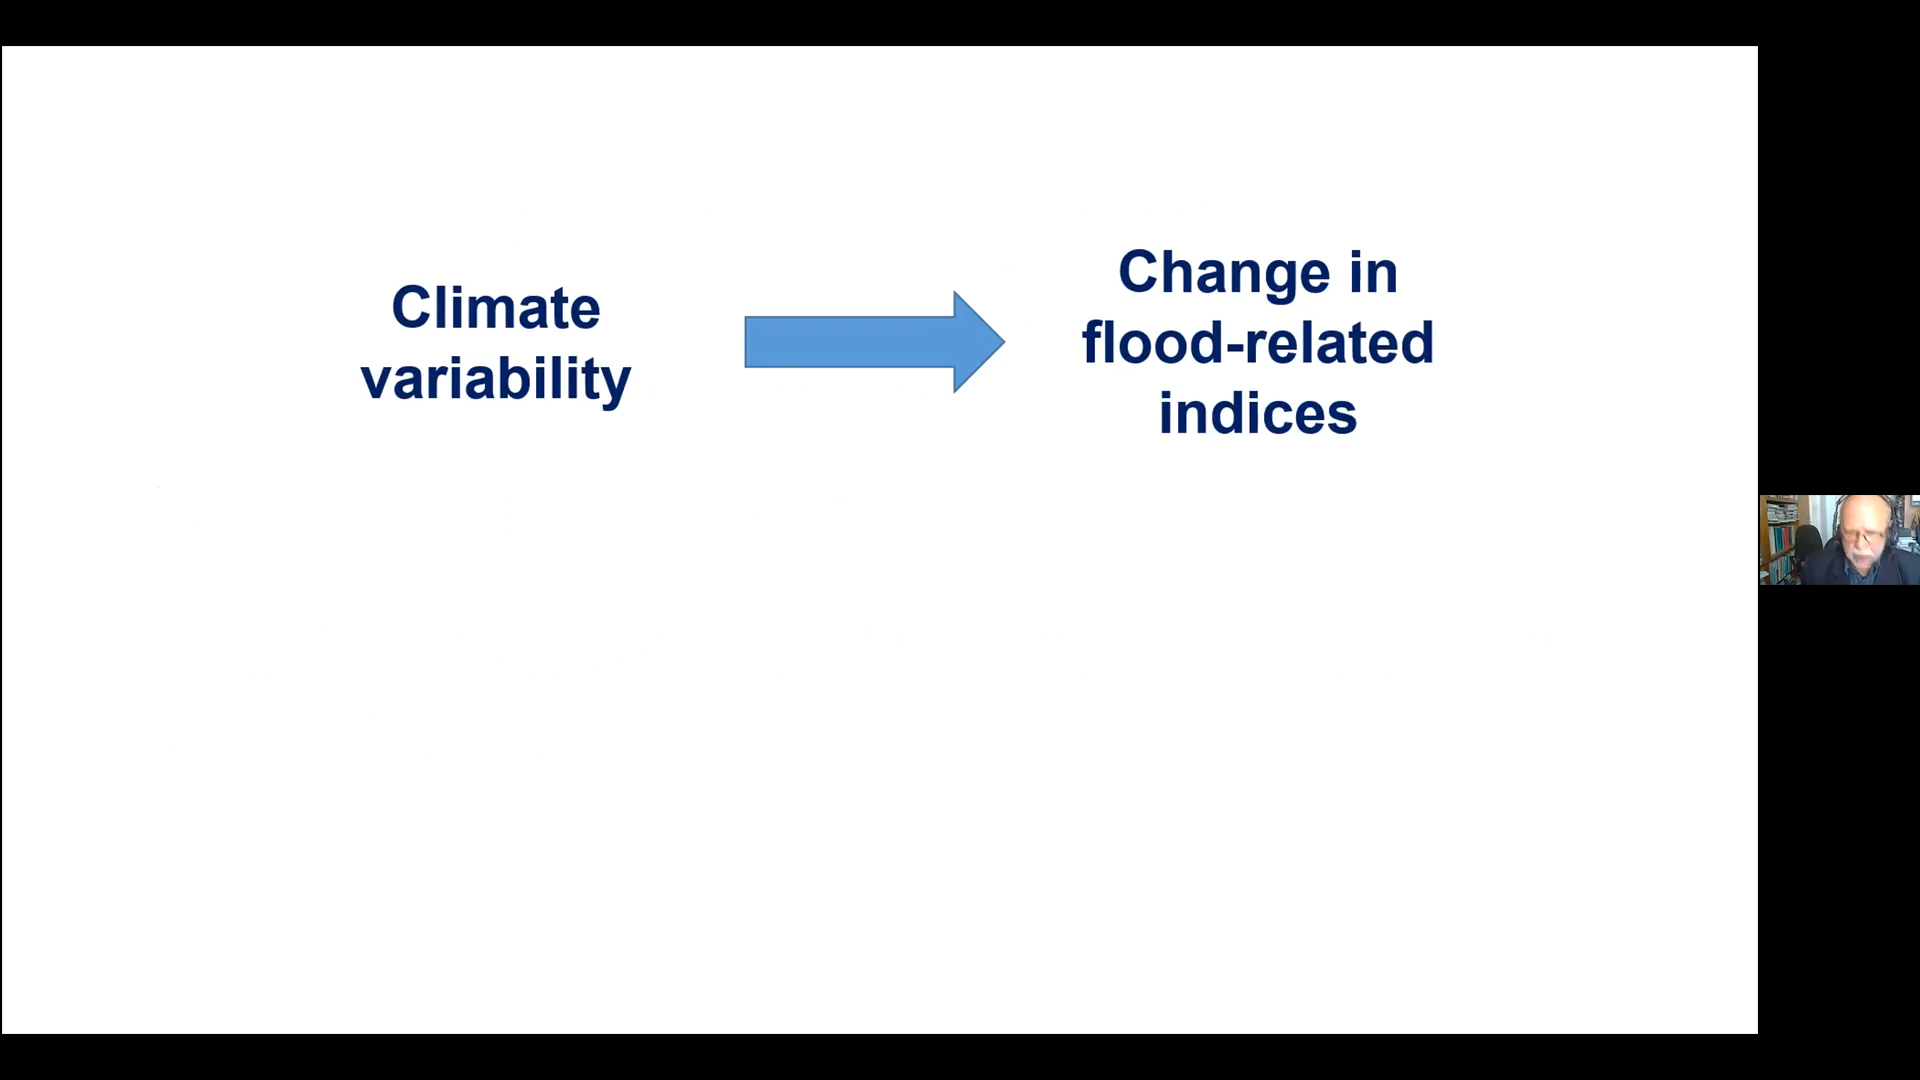 Climate
variability
Change in
flood-related
indices